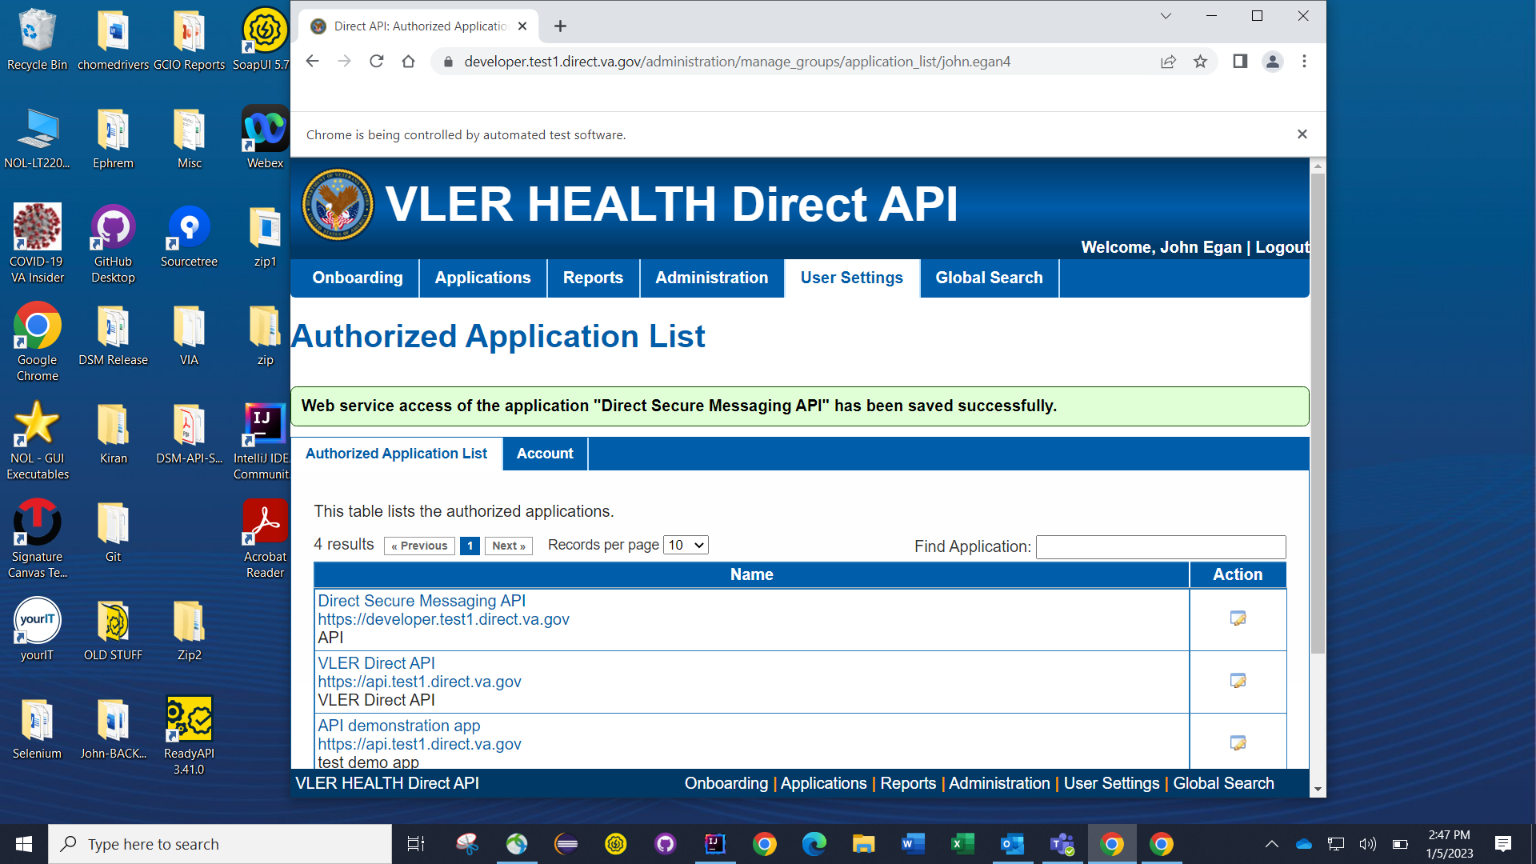 Direct API: Authorized Applicatio
developer.test1.direct.va.gov/administration/manage_groups/application_list/john.egan4
Chrome is being controlled by automated test software.
VLER HEALTH Direct API
Welcome, John Egan | Logout
Onboarding
Applications
Reports
Administration
User Settings
Global Search
Authorized Application List
Web service access of the application "Direct Secure Messaging API" has been saved successfully.
Authorized Application List
Account
This table lists the authorized applications.
4 results
« Previous
1
Next »
Records per page
10
Find Application:
Name
Action
Direct Secure Messaging API
https://developer.test1.direct.va.gov
API
VLER Direct API
https://api.test1.direct.va.gov
VLER Direct API
API demonstration app
https://api.test1.direct.va.gov
test demo app
VLER HEALTH Direct API
Onboarding | Applications | Reports | Administration | User Settings | Global Search
Recycle Bin
chomedrivers
GCIO Reports
SoapUI 5.7
NOL-LT220...
Ephrem
Misc
Webex
COVID-19
VA Insider
GitHub
Desktop
Sourcetree
zip1
Google
Chrome
DSM Release
VIA
zip
NOL - GUI
Executables
Kiran
DSM-API-S...
IJ
IntelliJ IDE
Communit
Signature
Canvas Te...
Git
Acrobat
Reader
yourIT
yourIT
OLD STUFF
Zip2
Selenium
John-BACK...
ReadyAPI
3.41.0
Type here to search
2:47 PM
1/5/2023